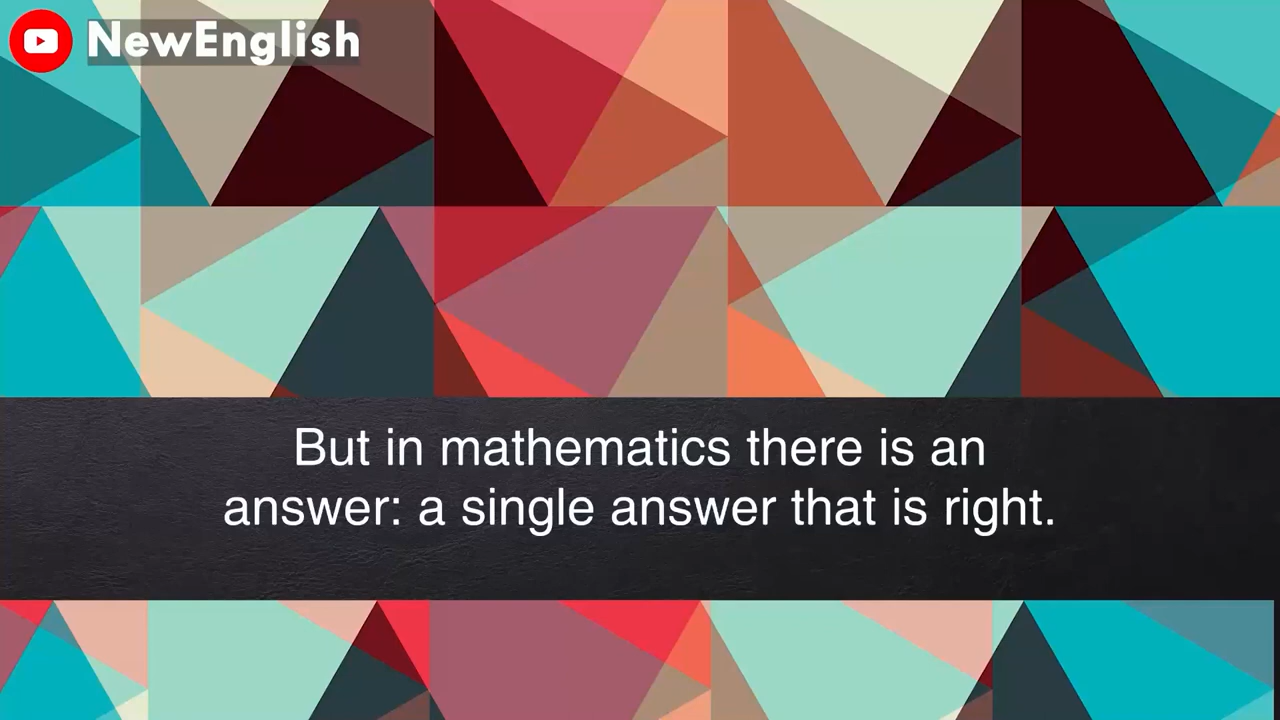 NewEnglish
But in mathematics there is an
answer: a single answer that is right.